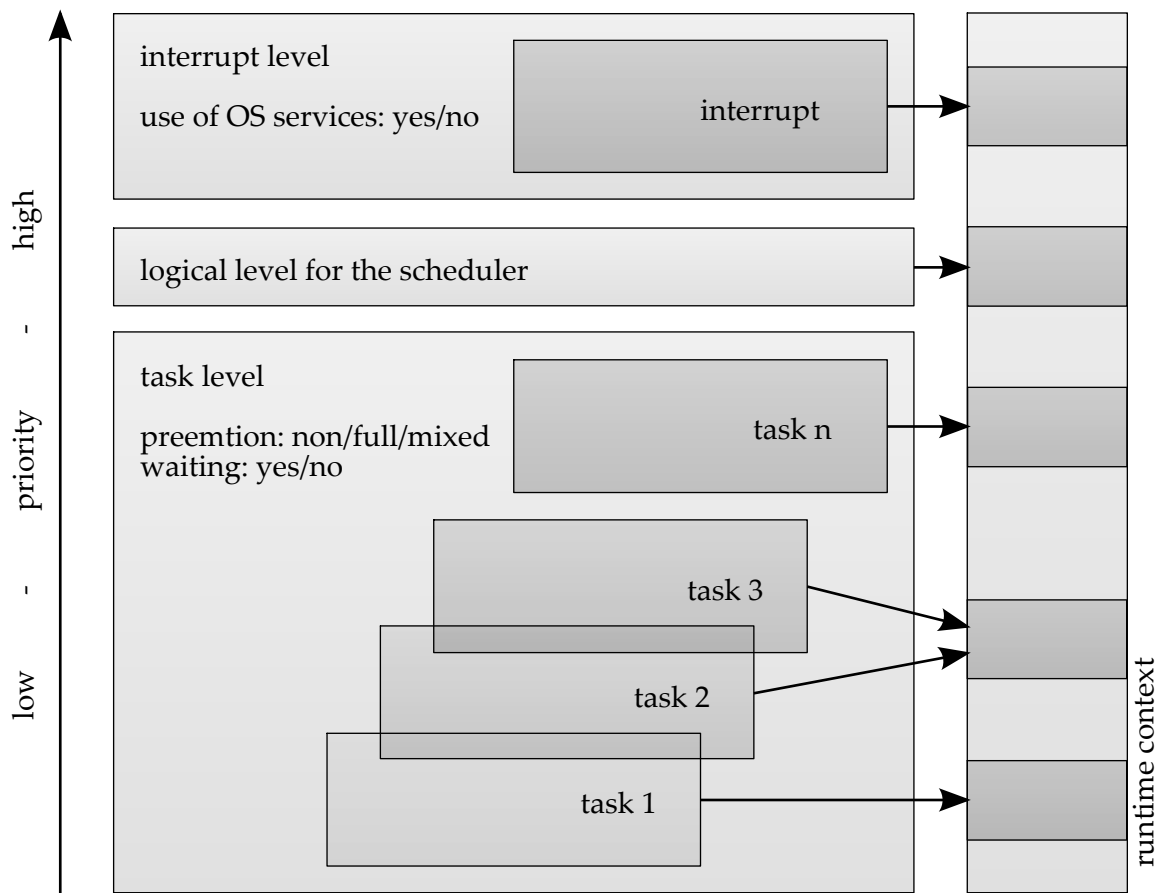 interrupt level
use of OS services: yes/no
interrupt
logical level for the scheduler
task level
preemtion: non/full/mixed
waiting: yes/no
task n
task 3
task 2
task 1
low - priority - high
runtime context